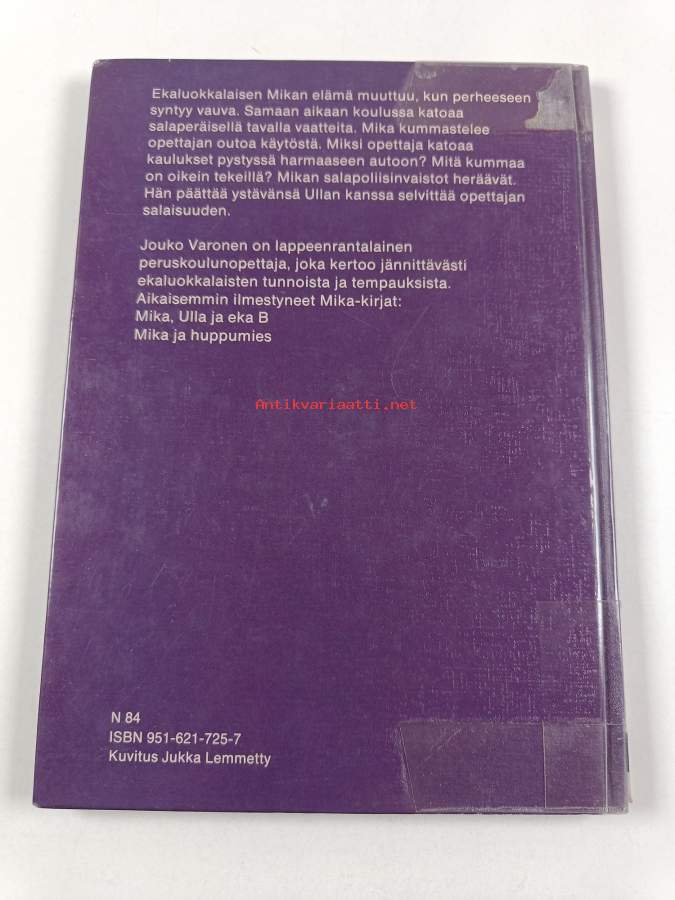 Ekaluokkalaisen Mikan elämä muuttuu, kun perheeseen
syntyy vauva. Samaan aikaan koulussa katoaa
salaperäisellä tavalla vaatteita. Mika kummastelee
opettajan outoa käytöstä. Miksi opettaja katoaa
kaulukset pystyssä harmaaseen autoon? Mitä kummaa
on oikein tekeillä? Mikan salapoliisinvaistot heräävät.
Hän päättää ystävänsä Ullan kanssa selvittää opettajan
salaisuuden.
Jouko Varonen on lappeenrantalainen
peruskoulunopettaja, joka kertoo jännittävästi
ekaluokkalaisten tunnoista ja tempauksista.
Aikaisemmin ilmestyneet Mika-kirjat:
Mika, Ulla ja eka B
Mika ja huppumies
Antikvariaatti.net
N 84
ISBN 951-621-725-7
Kuvitus Jukka Lemmetty